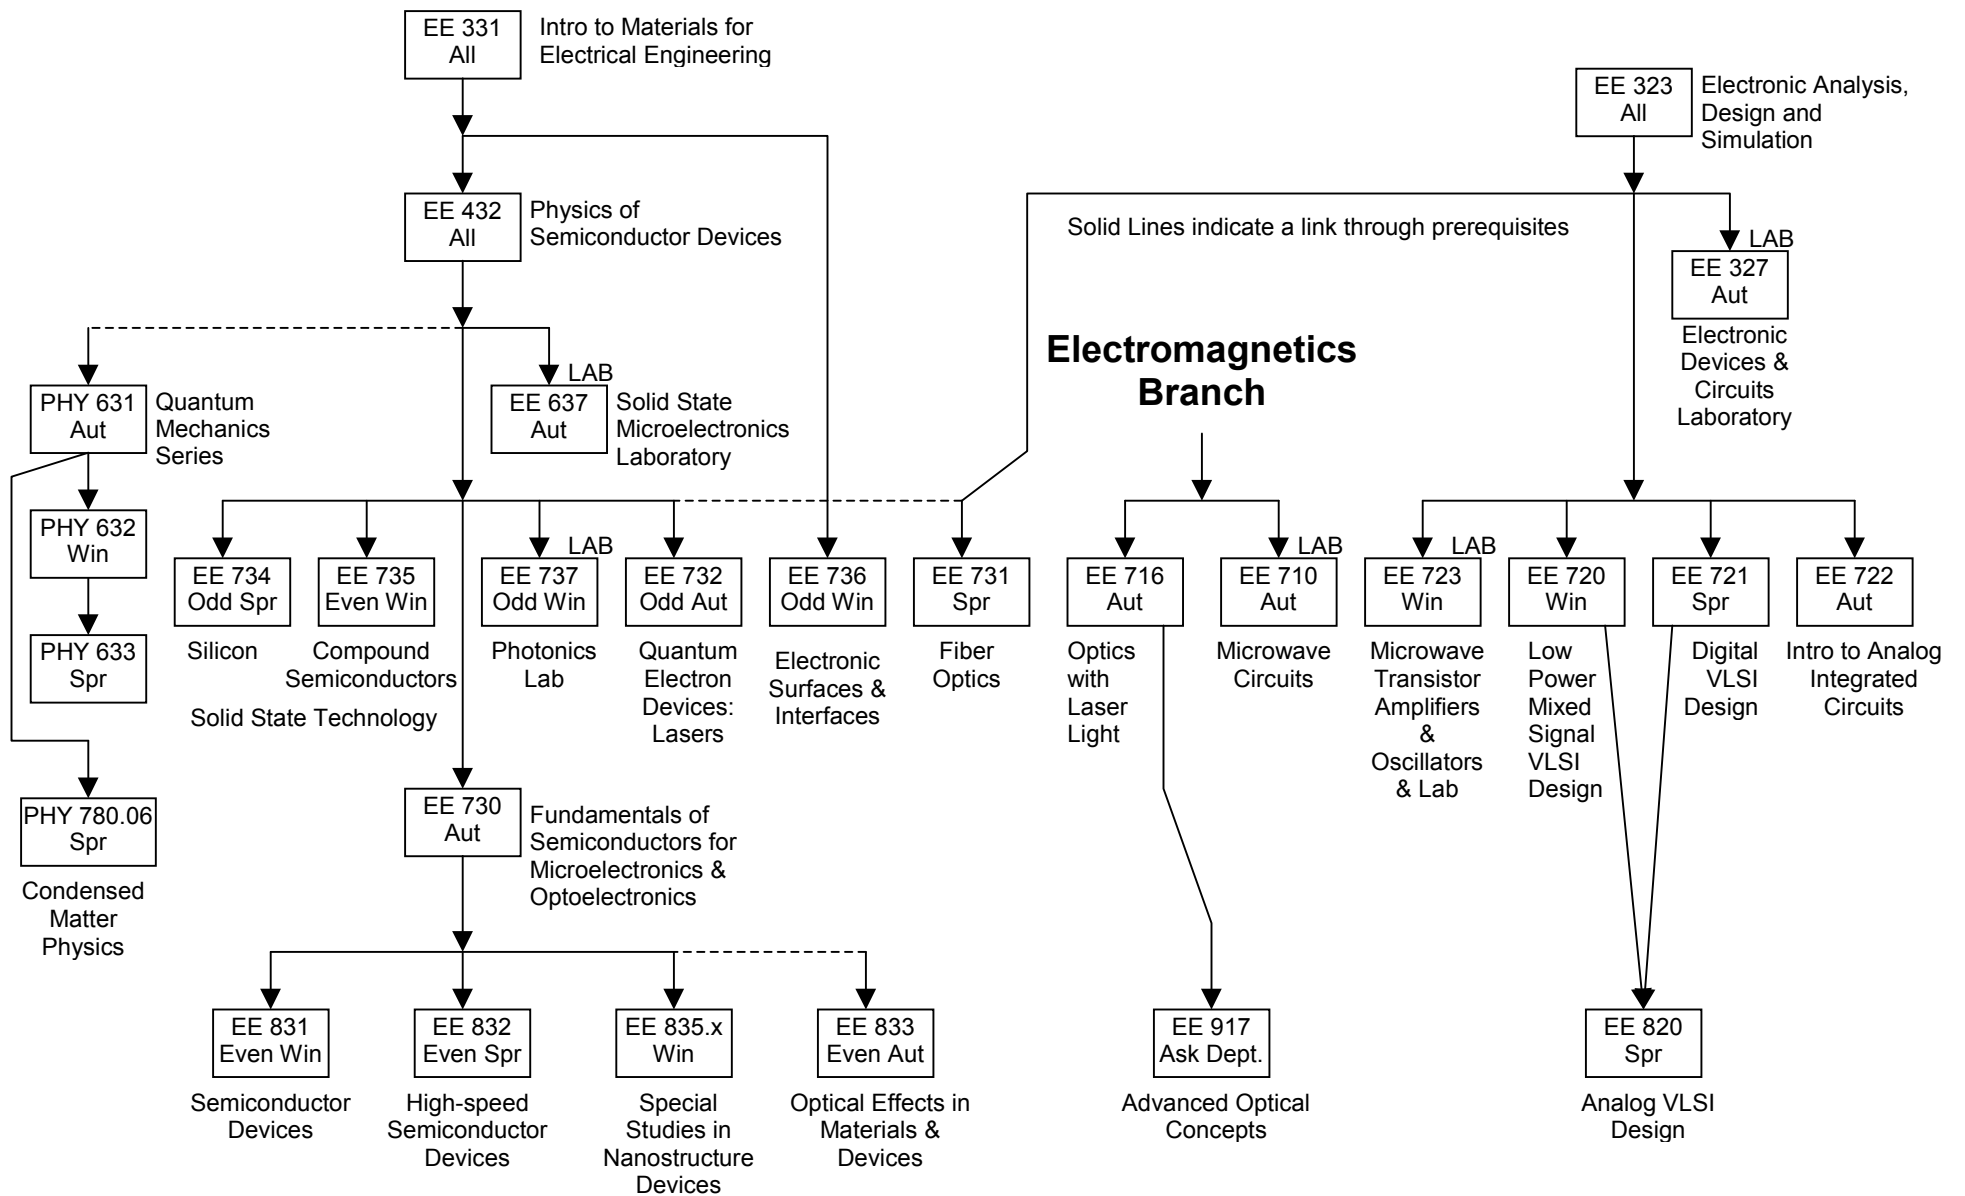 EE 331
All
Intro to Materials for
Electrical Engineering
EE 323
All
Electronic Analysis,
Design and
Simulation
EE 432
All
Physics of
Semiconductor Devices
Solid Lines indicate a link through prerequisites
LAB
EE 327
Aut
Electronic
Devices &
Circuits
Laboratory
Electromagnetics
Branch
PHY 631
Aut
Quantum
Mechanics
Series
LAB
EE 637
Aut
Solid State
Microelectronics
Laboratory
PHY 632
Win
PHY 633
Spr
PHY 780.06
Spr
Condensed
Matter
Physics
EE 734
Odd Spr
Silicon
EE 735
Even Win
Compound
Semiconductors
Solid State Technology
LAB
EE 737
Odd Win
Photonics
Lab
EE 732
Odd Aut
Quantum
Electron
Devices:
Lasers
EE 736
Odd Win
Electronic
Surfaces &
Interfaces
EE 731
Spr
Fiber
Optics
EE 716
Aut
Optics
with
Laser
Light
LAB
EE 710
Aut
Microwave
Circuits
LAB
EE 723
Win
Microwave
Transistor
Amplifiers
&
Oscillators
& Lab
EE 720
Win
Low
Power
Mixed
Signal
VLSI
Design
EE 721
Spr
Digital
VLSI
Design
EE 722
Aut
Intro to Analog
Integrated
Circuits
EE 730
Aut
Fundamentals of
Semiconductors for
Microelectronics &
Optoelectronics
EE 831
Even Win
Semiconductor
Devices
EE 832
Even Spr
High-speed
Semiconductor
Devices
EE 835.x
Win
Special
Studies in
Nanostructure
Devices
EE 833
Even Aut
Optical Effects in
Materials &
Devices
EE 917
Ask Dept.
Advanced Optical
Concepts
EE 820
Spr
Analog VLSI
Design